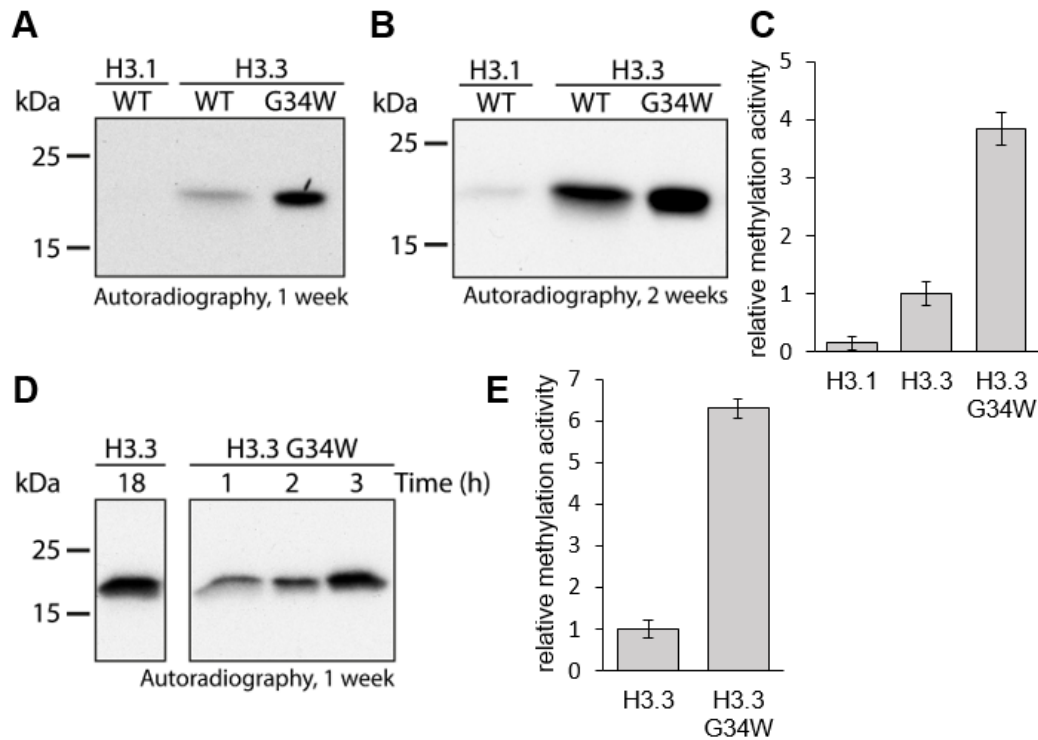 A
H3.1 H3.3
kDa WT WT G34W
25
15
Autoradiography, 1 week
B
H3.1 H3.3
kDa WT WT G34W
25
15
Autoradiography, 2 weeks
C
relative methylation acitivity
5
4
3
2
1
0
H3.1 H3.3 H3.3
G34W
D
H3.3 H3.3 G34W
kDa 18 1 2 3 Time (h)
25
15
Autoradiography, 1 week
E
relative methylation acitivity
7
6
5
4
3
2
1
0
H3.3 H3.3
G34W